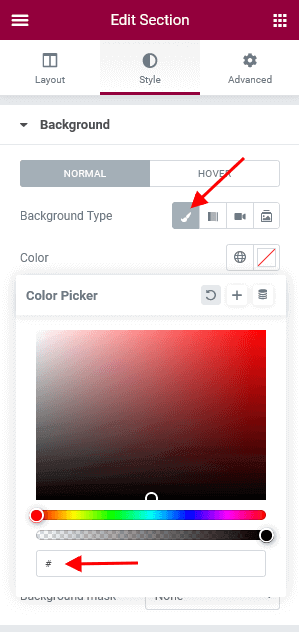 Edit Section
Layout
Style
Advanced
Background
NORMAL
HOVER
Background Type
Color
Color Picker
#
Background Mask
None